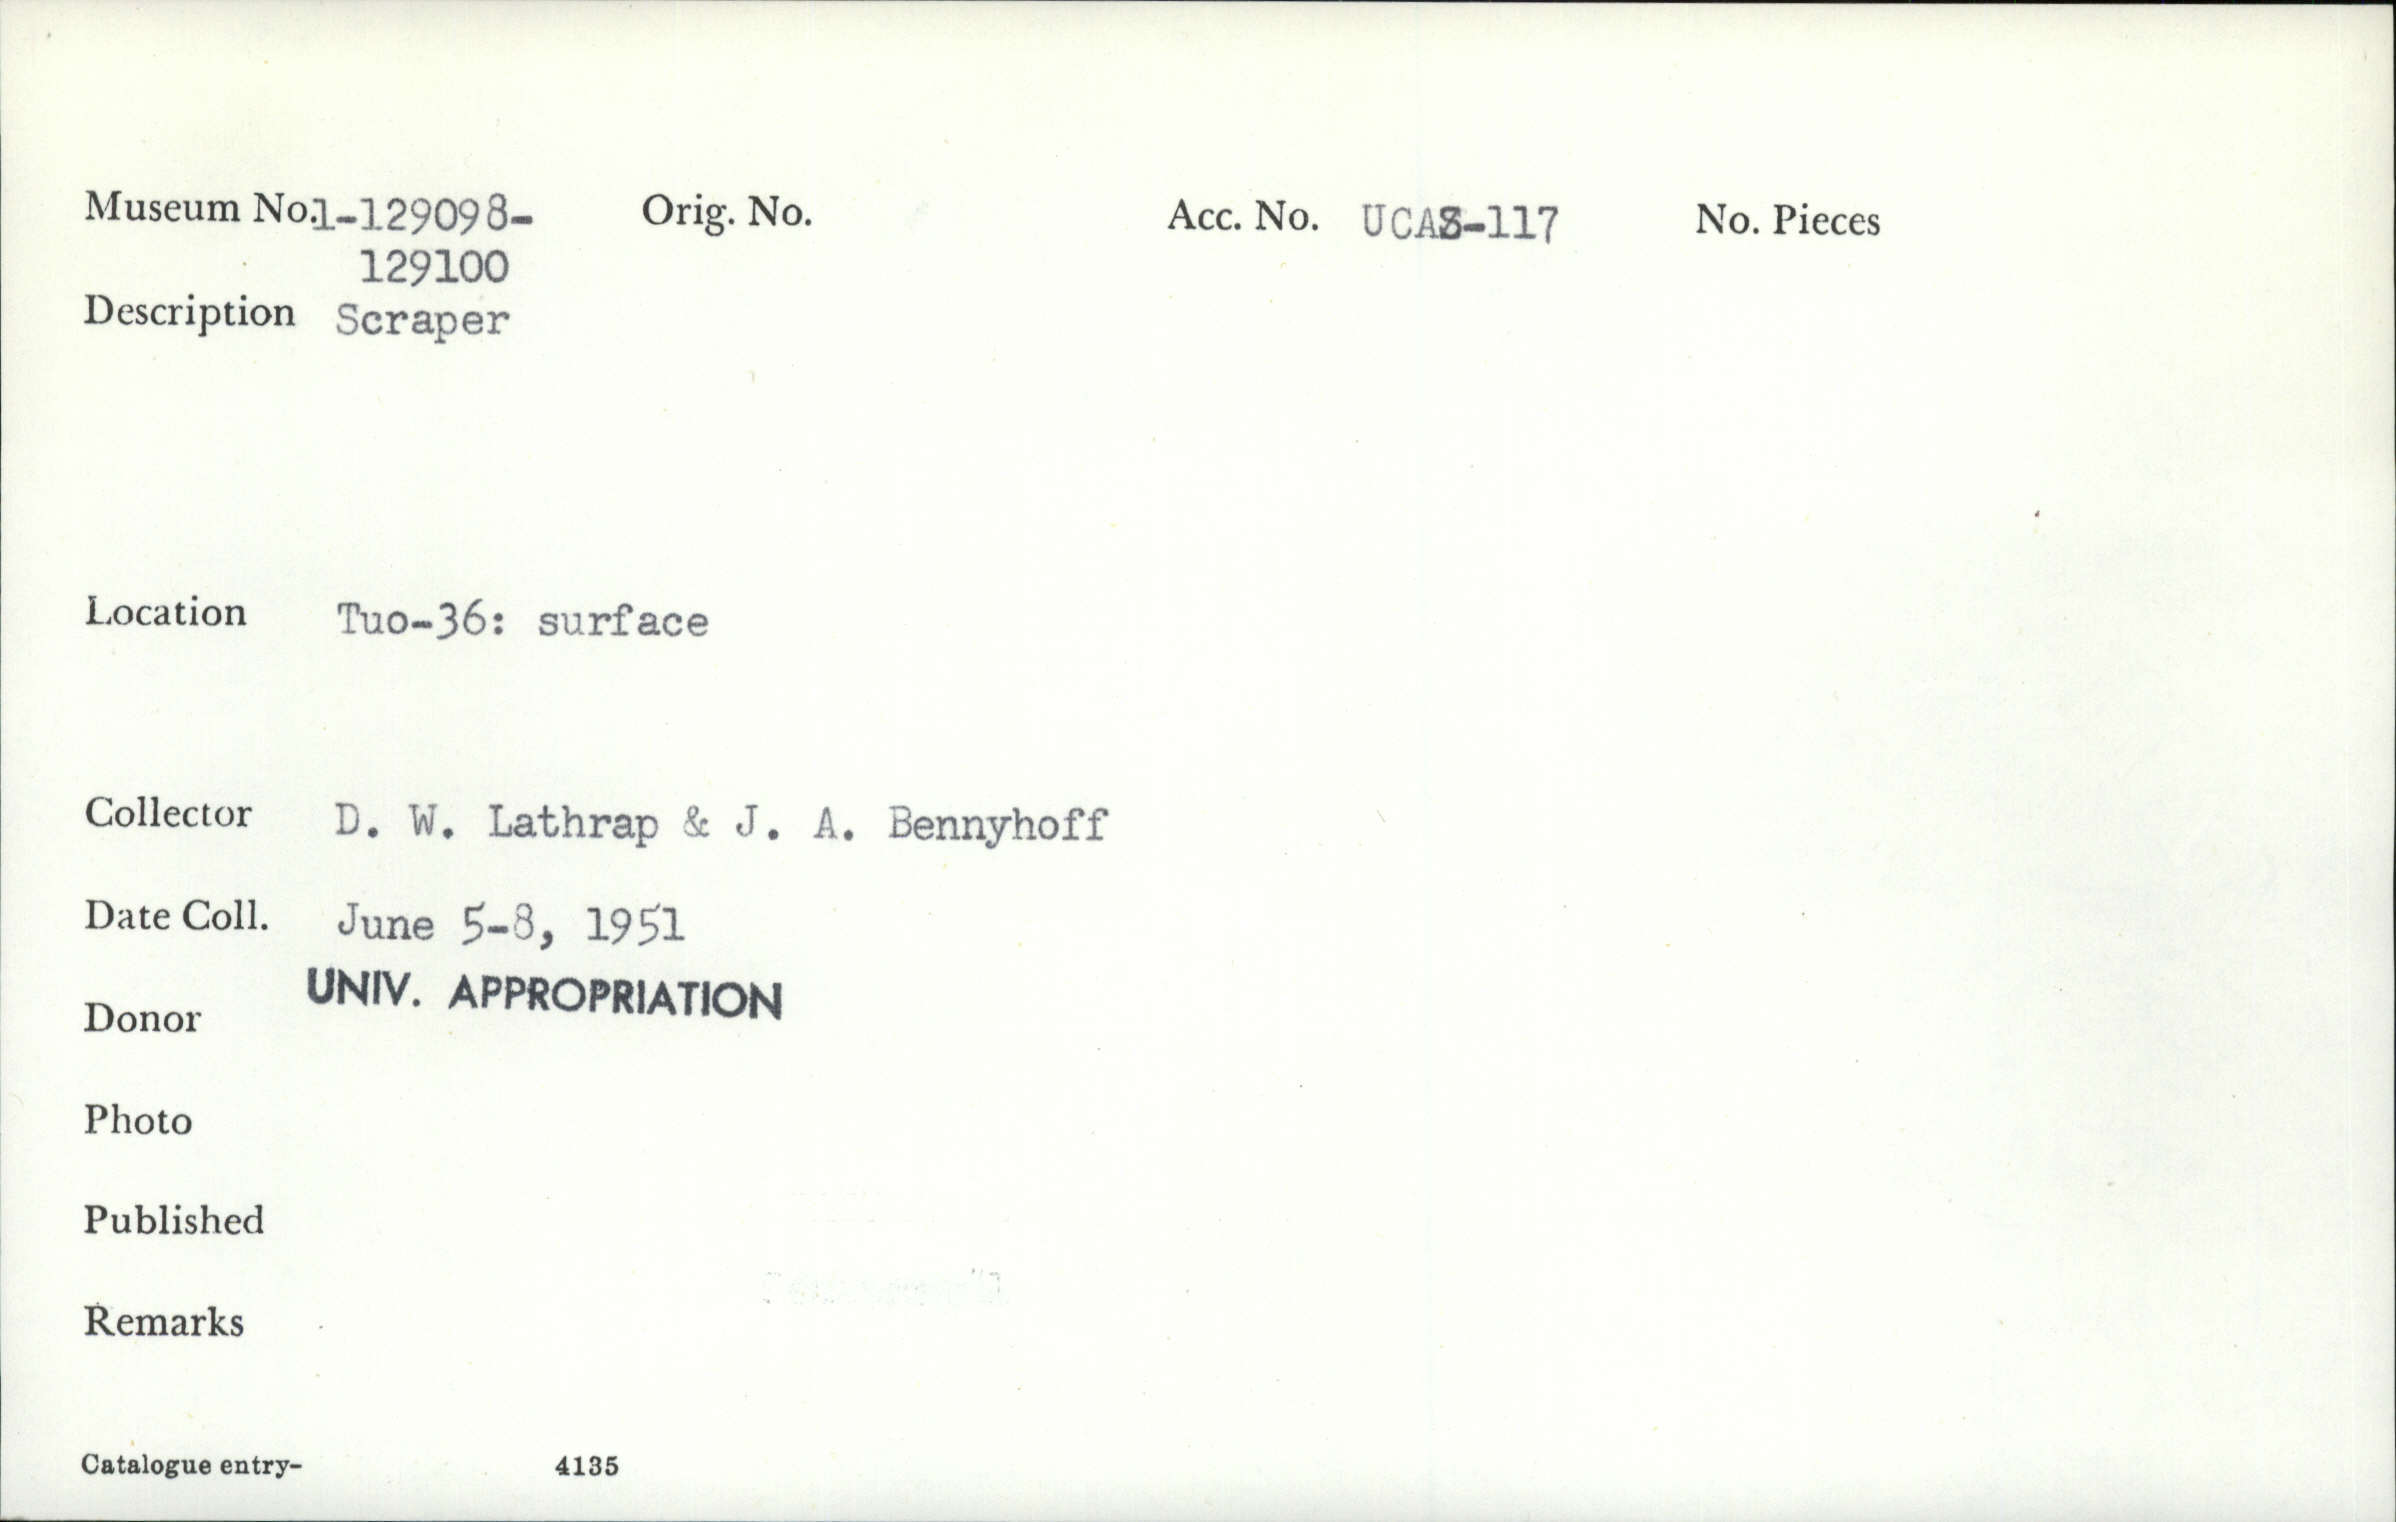 Museum No.1-129098- Orig. No. Acc. No. UCAS-117 No. Pieces
129100
Description Scraper
Location Tuo-36: surface
Collector D. W. Lathrap & J. A. Bennyhoff
Date Coll. June 5-8, 1951
UNIV. APPROPRIATION
Donor
Photo
Published
Remarks
Catalogue entry- 4135